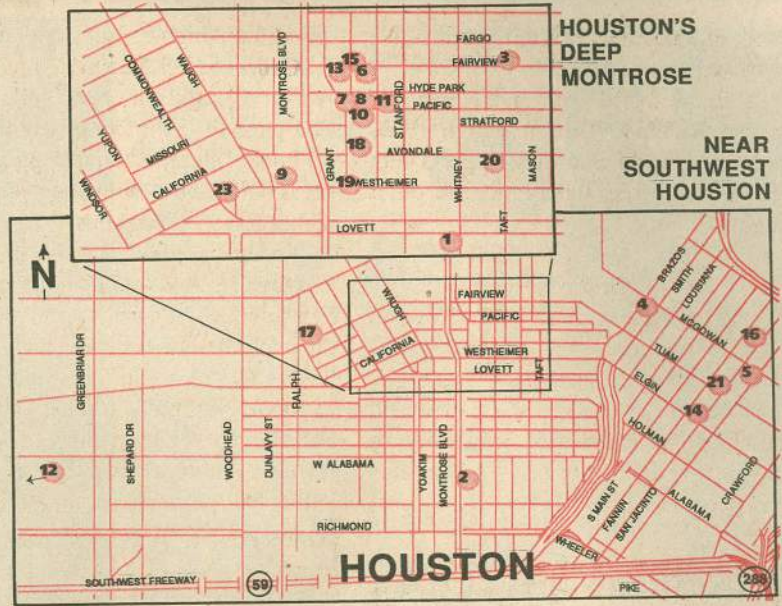 HOUSTON'S
DEEP
MONTROSE
NEAR
SOUTHWEST
HOUSTON
FARGO
FAIRVIEW
HYDE PARK
PACIFIC
STRATFORD
AVONDALE
WESTHEIMER
LOVETT
COMMONWEALTH
WAUGH
MONTROSE BLVD
YUPON
MISSOURI
CALIFORNIA
WINDSOR
GRANT
STANFORD
WHITNEY
TAFT
MASON
15
13
6
3
7
8
11
10
18
9
19
20
23
1
N
GREENBRIAR DR
SHEPARD DR
WOODHEAD
DUNLAVY ST
RALPH
WAUGH
CALIFORNIA
FAIRVIEW
PACIFIC
WESTHEIMER
LOVETT
TAFT
17
12
W ALABAMA
YOAKIM
MONTROSE BLVD
2
RICHMOND
BRAZOS
SMITH
LOUISIANA
MCGOWAN
TUAM
ELGIN
HOLMAN
4
16
5
21
14
S MAIN ST
FANNIN
SAN JACINTO
ALABAMA
CRAWFORD
WHEELER
HOUSTON
SOUTHWEST FREEWAY
59
PIKE
288